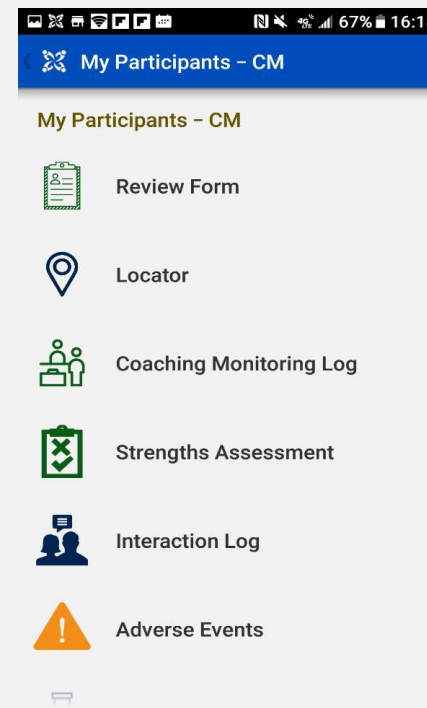 67% 16:1
My Participants – CM
My Participants – CM
Review Form
Locator
Coaching Monitoring Log
Strengths Assessment
Interaction Log
Adverse Events